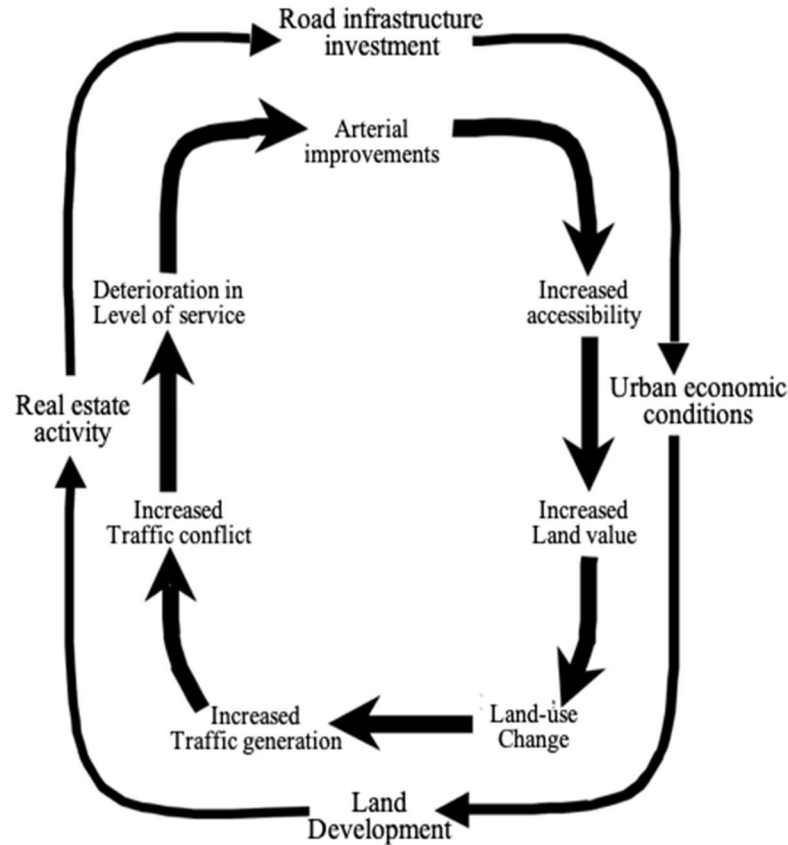 Road infrastructure
investment
Arterial
improvements
Deterioration in
Level of service
Increased
accessibility
Real estate
activity
Urban economic
conditions
Increased
Traffic conflict
Increased
Land value
Increased
Traffic generation
Land-use
Change
Land
Development